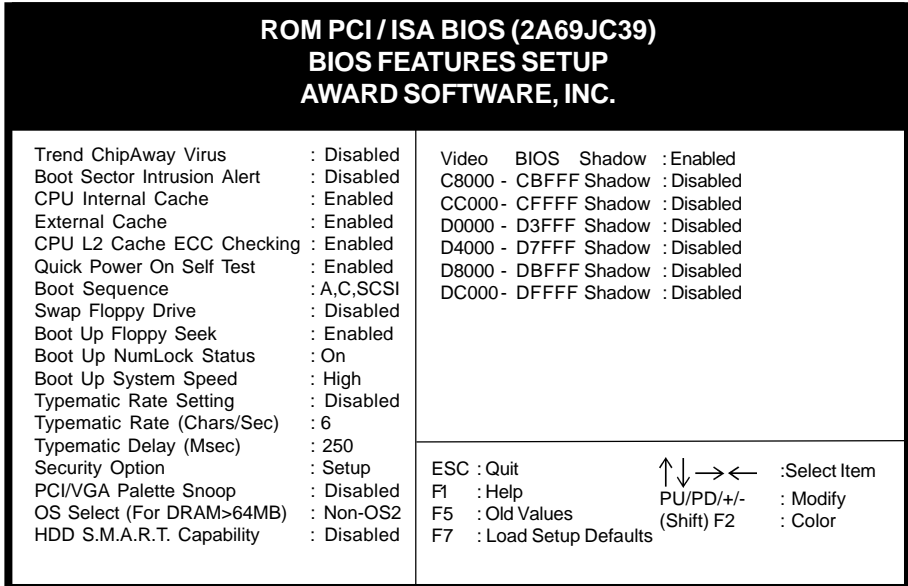 ROM PCI / ISA BIOS (2A69JC39)
BIOS FEATURES SETUP
AWARD SOFTWARE, INC.
Trend ChipAway Virus : Disabled
Boot Sector Intrusion Alert : Disabled
CPU Internal Cache : Enabled
External Cache : Enabled
CPU L2 Cache ECC Checking : Enabled
Quick Power On Self Test : Enabled
Boot Sequence : A,C,SCSI
Swap Floppy Drive : Disabled
Boot Up Floppy Seek : Enabled
Boot Up NumLock Status : On
Boot Up System Speed : High
Typematic Rate Setting : Disabled
Typematic Rate (Chars/Sec) : 6
Typematic Delay (Msec) : 250
Security Option : Setup
PCI/VGA Palette Snoop : Disabled
OS Select (For DRAM>64MB) : Non-OS2
HDD S.M.A.R.T. Capability : Disabled
Video BIOS Shadow : Enabled
C8000 - CBFFF Shadow : Disabled
CC000 - CFFFF Shadow : Disabled
D0000 - D3FFF Shadow : Disabled
D4000 - D7FFF Shadow : Disabled
D8000 - DBFFF Shadow : Disabled
DC000 - DFFFF Shadow : Disabled
ESC : Quit ↑↓→← :Select Item
F1 : Help PU/PD/+/- : Modify
F5 : Old Values (Shift) F2 : Color
F7 : Load Setup Defaults